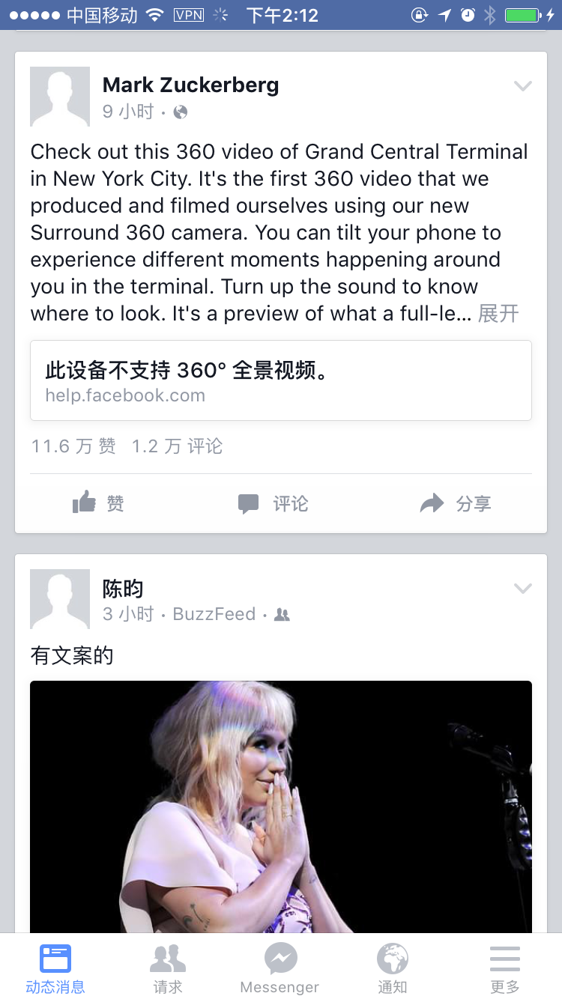 中国移动 VPN 下午2:12
Mark Zuckerberg
9 小时 ·
Check out this 360 video of Grand Central Terminal
in New York City. It's the first 360 video that we
produced and filmed ourselves using our new
Surround 360 camera. You can tilt your phone to
experience different moments happening around
you in the terminal. Turn up the sound to know
where to look. It's a preview of what a full-le... 展开
此设备不支持 360° 全景视频。
help.facebook.com
11.6 万 赞 1.2 万 评论
赞 评论 分享
陈昀
3 小时 · BuzzFeed ·
有文案的
动态消息 请求 Messenger 通知 更多